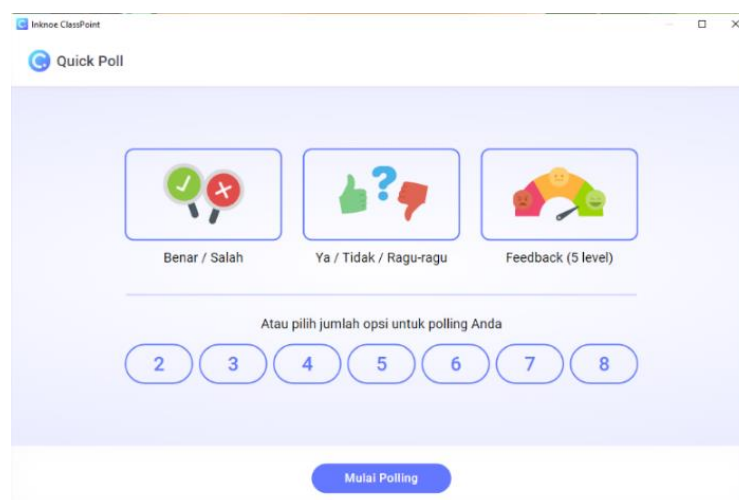 Inknoe ClassPoint
Quick Poll
Benar / Salah
Ya / Tidak / Ragu-ragu
Feedback (5 level)
Atau pilih jumlah opsi untuk polling Anda
2 3 4 5 6 7 8
Mulai Polling